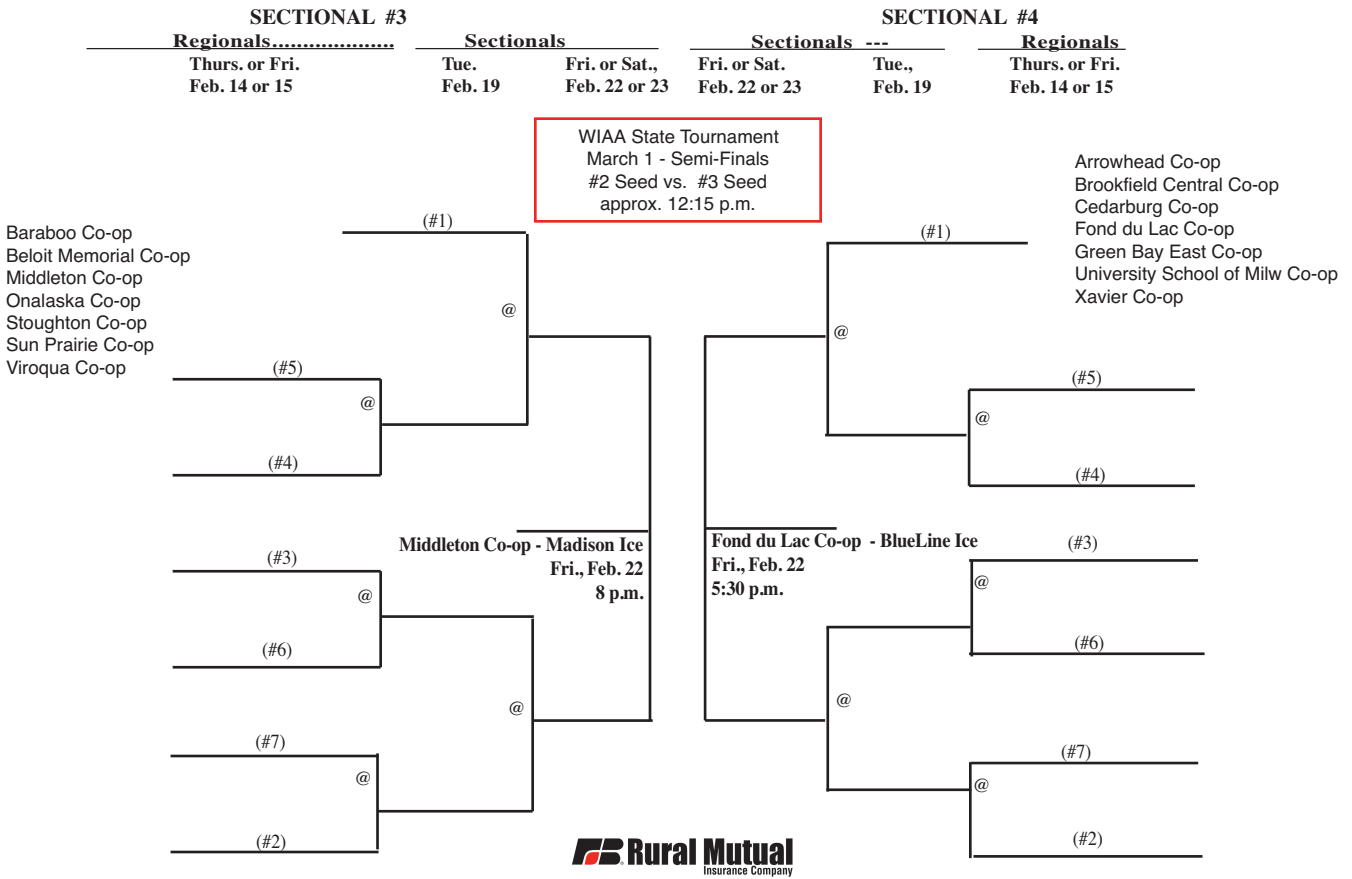 SECTIONAL #3
Regionals....................
Sectionals
Thurs. or Fri.
Feb. 14 or 15
Tue.
Feb. 19
Fri. or Sat.,
Feb. 22 or 23
SECTIONAL #4
Sectionals ---
Regionals
Fri. or Sat.
Feb. 22 or 23
Tue.,
Feb. 19
Thurs. or Fri.
Feb. 14 or 15
WIAA State Tournament
March 1 - Semi-Finals
#2 Seed vs. #3 Seed
approx. 12:15 p.m.
Baraboo Co-op
Beloit Memorial Co-op
Middleton Co-op
Onalaska Co-op
Stoughton Co-op
Sun Prairie Co-op
Viroqua Co-op
(#1)
@
(#5)
@
(#4)
Middleton Co-op - Madison Ice
Fri., Feb. 22
8 p.m.
(#3)
@
(#6)
@
(#7)
@
(#2)
Arrowhead Co-op
Brookfield Central Co-op
Cedarburg Co-op
Fond du Lac Co-op
Green Bay East Co-op
University School of Milw Co-op
Xavier Co-op
(#1)
@
(#5)
@
(#4)
Fond du Lac Co-op - BlueLine Ice
Fri., Feb. 22
5:30 p.m.
(#3)
@
(#6)
@
(#7)
@
(#2)
FB Rural Mutual
Insurance Company